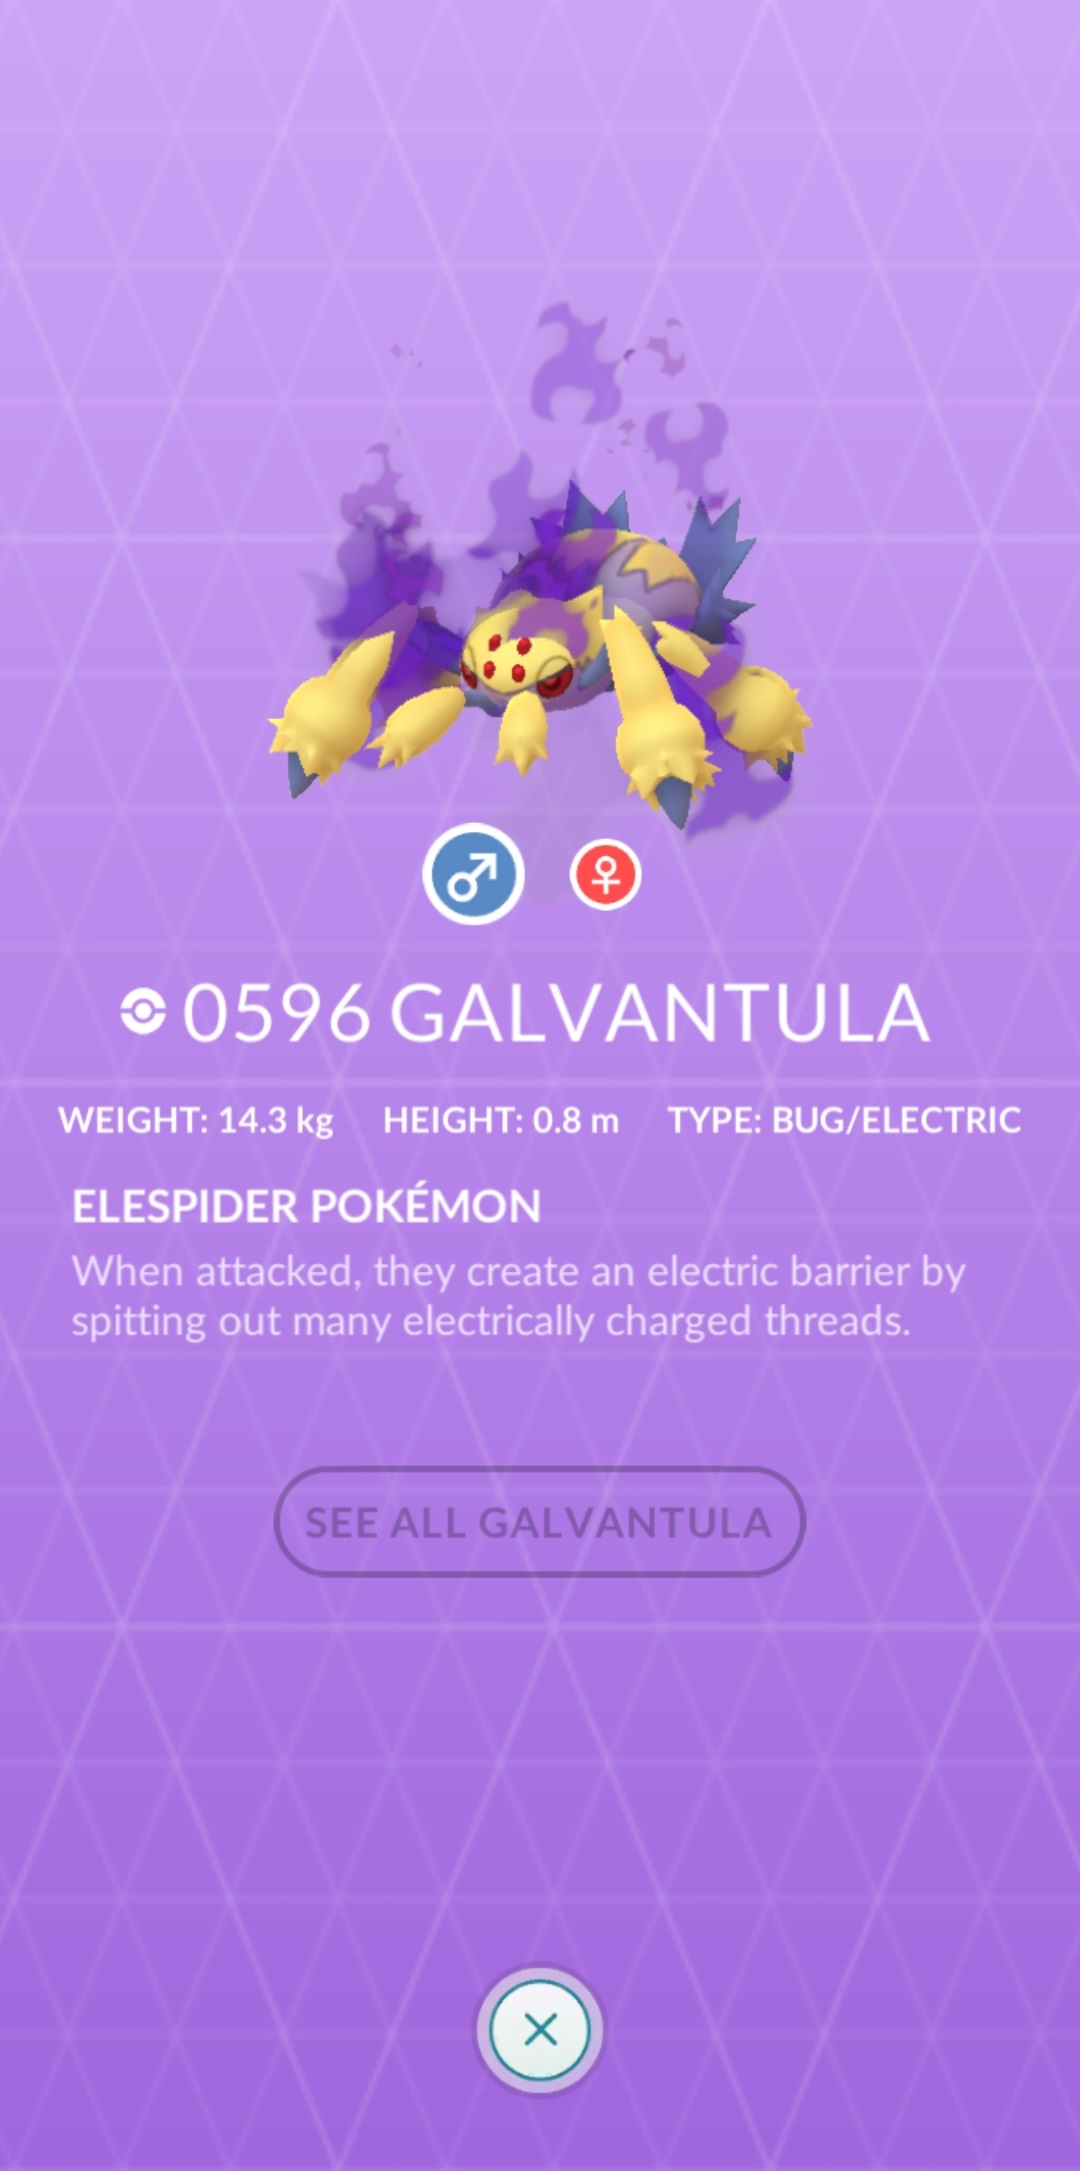 0596 GALVANTULA
WEIGHT: 14.3 kg HEIGHT: 0.8 m TYPE: BUG/ELECTRIC
ELESPIDER POKÉMON
When attacked, they create an electric barrier by
spitting out many electrically charged threads.
SEE ALL GALVANTULA